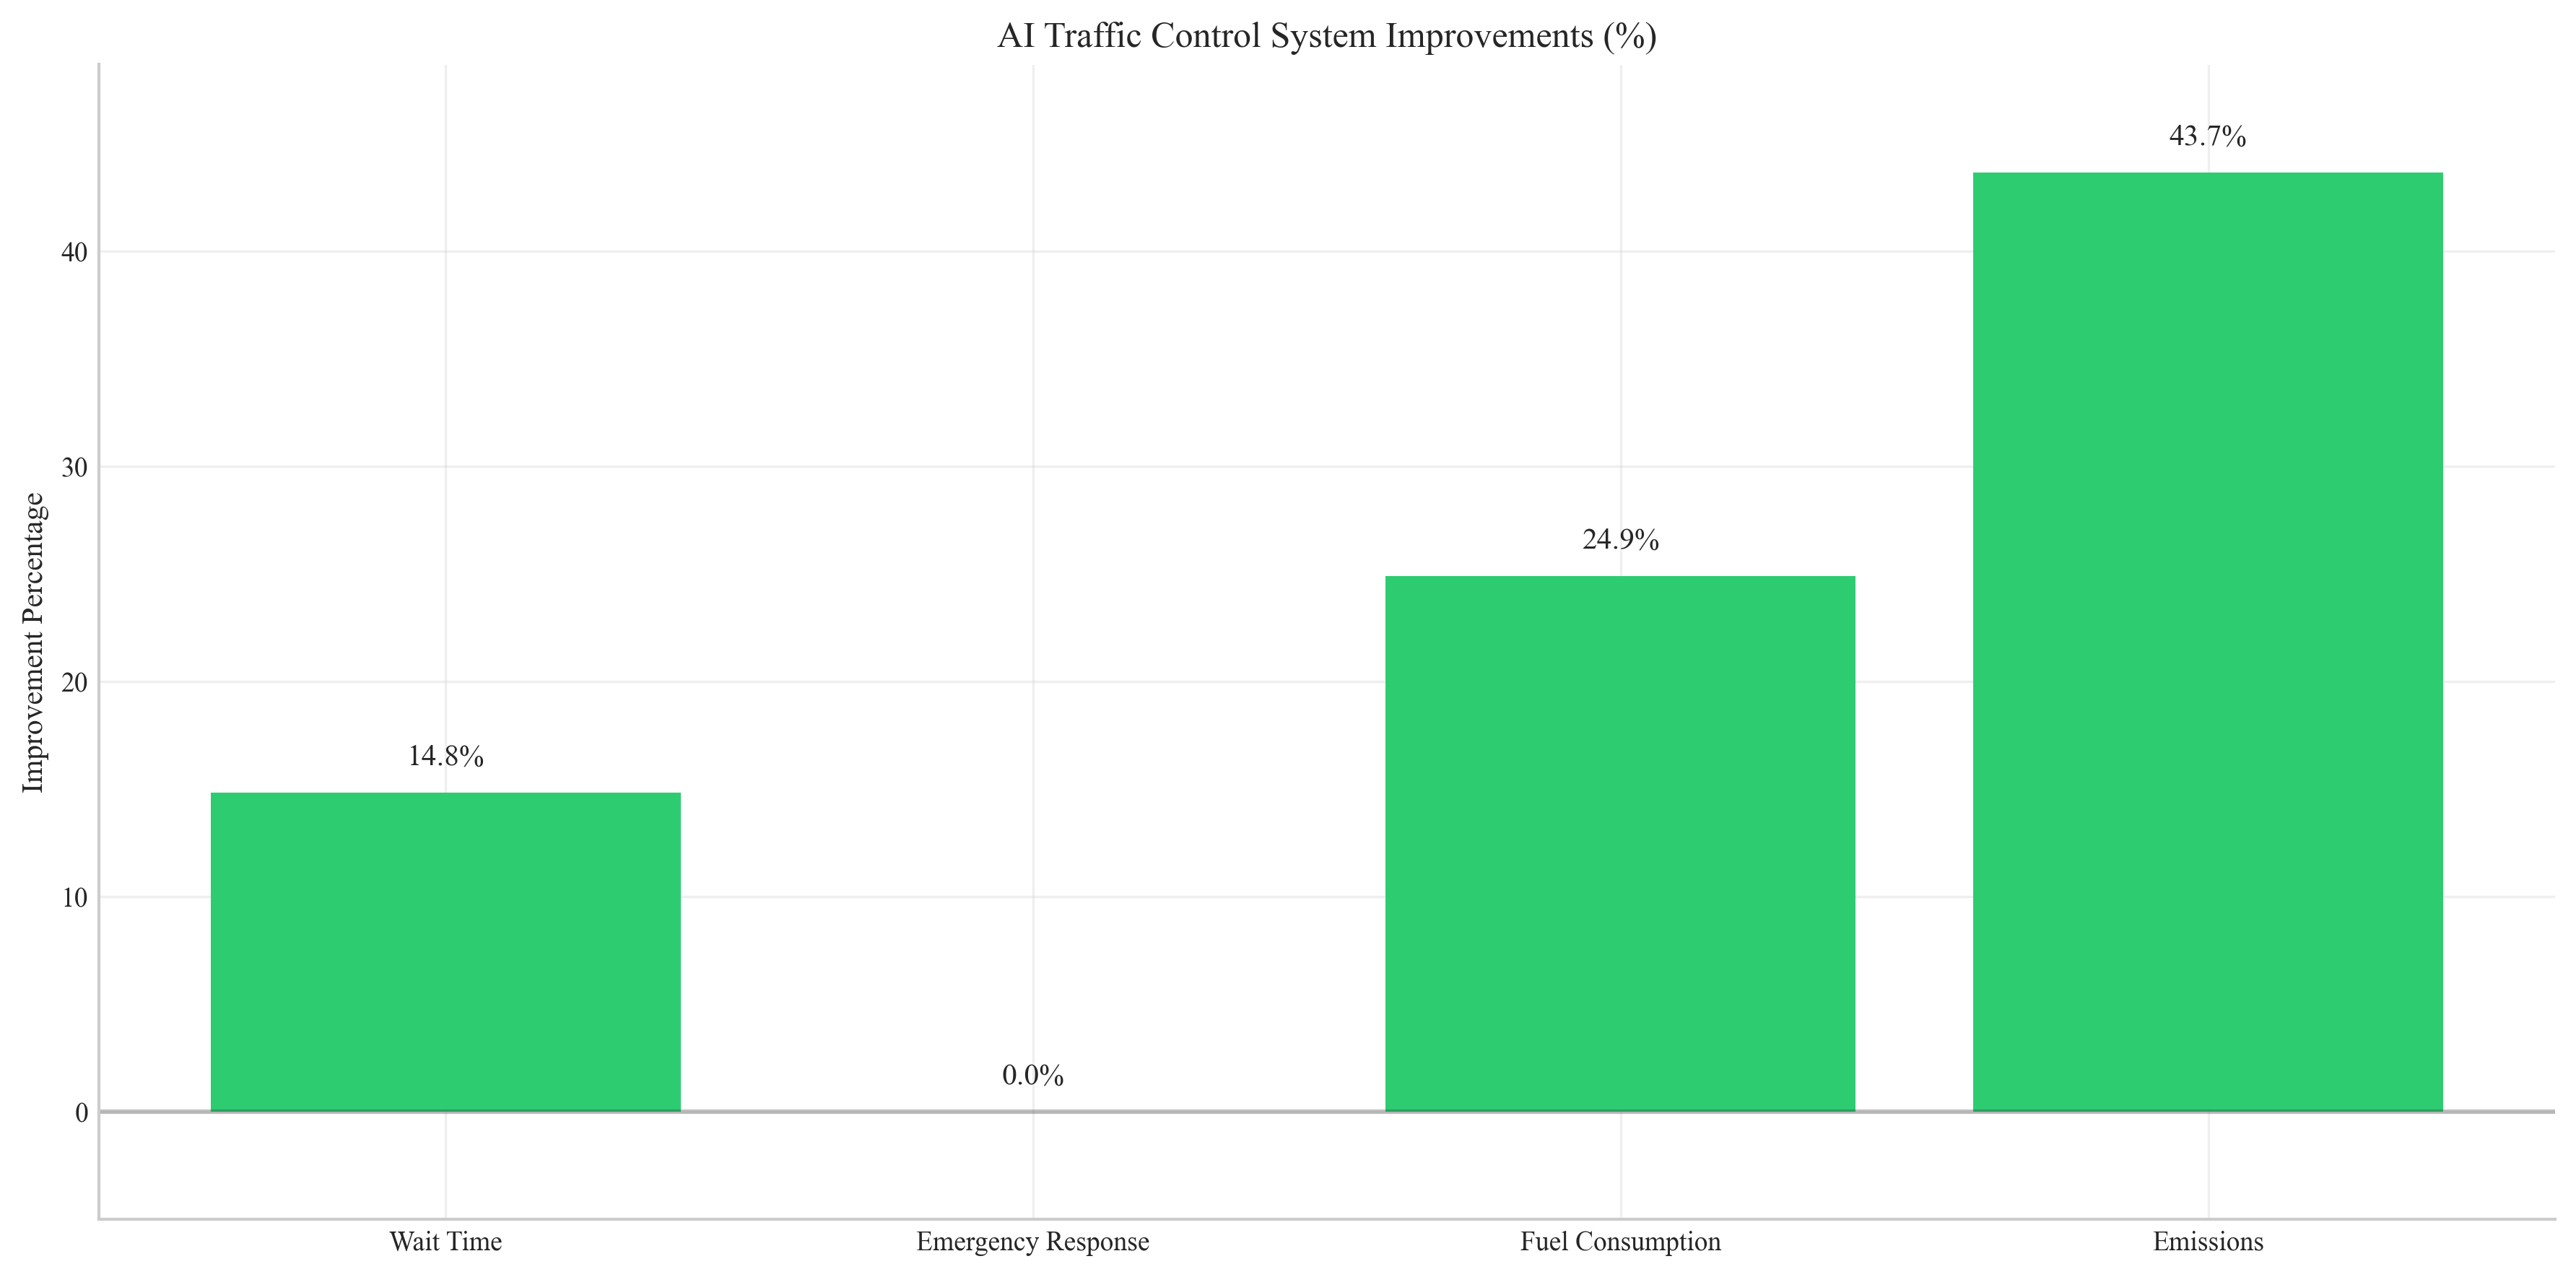 AI Traffic Control System Improvements (%)
Improvement Percentage
40
30
20
10
0
14.8%
0.0%
24.9%
43.7%
Wait Time
Emergency Response
Fuel Consumption
Emissions